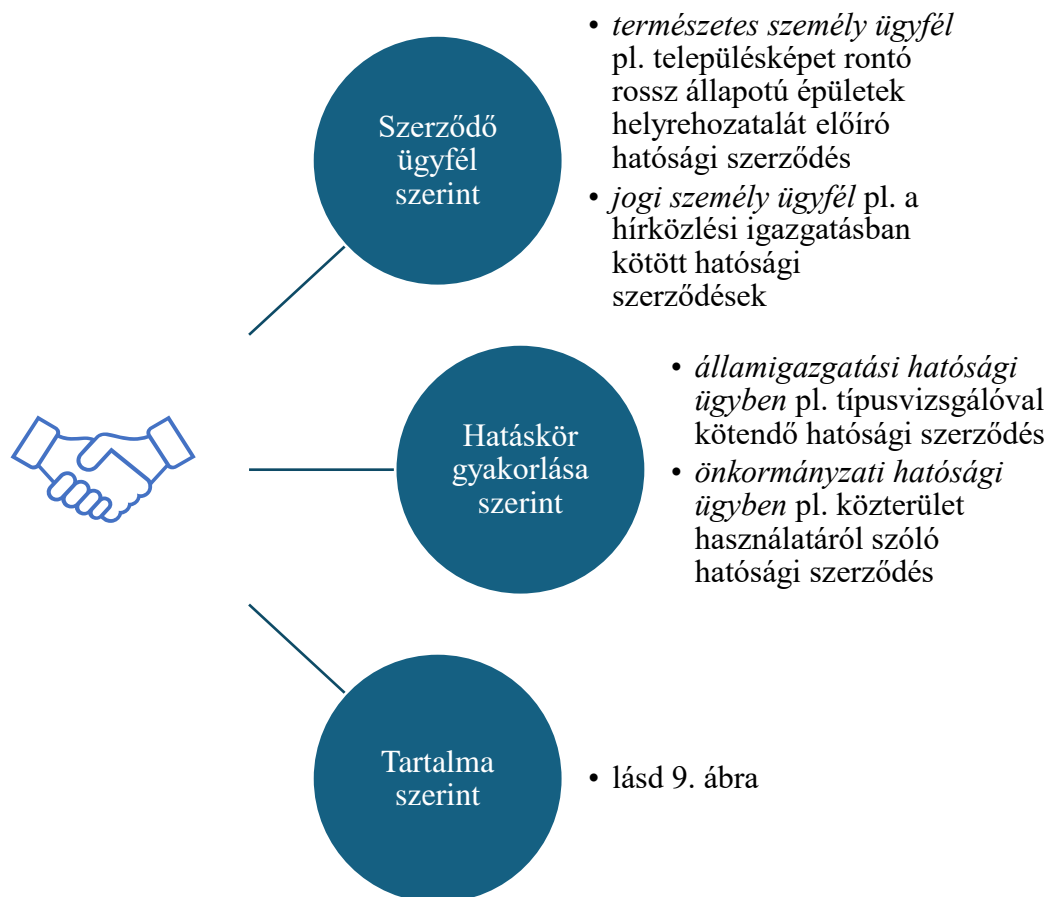 Szerződő
ügyfél
szerint
• természetes személy ügyfél
pl. településképet rontó
rossz állapotú épületek
helyrehozatalát előíró
hatósági szerződés
• jogi személy ügyfél pl. a
hírközlési igazgatásban
kötött hatósági
szerződések
Hatáskör
gyakorlása
szerint
• államigazgatási hatósági
ügyben pl. típusvizsgálóval
kötendő hatósági szerződés
• önkormányzati hatósági
ügyben pl. közterület
használatáról szóló
hatósági szerződés
Tartalma
szerint
• lásd 9. ábra